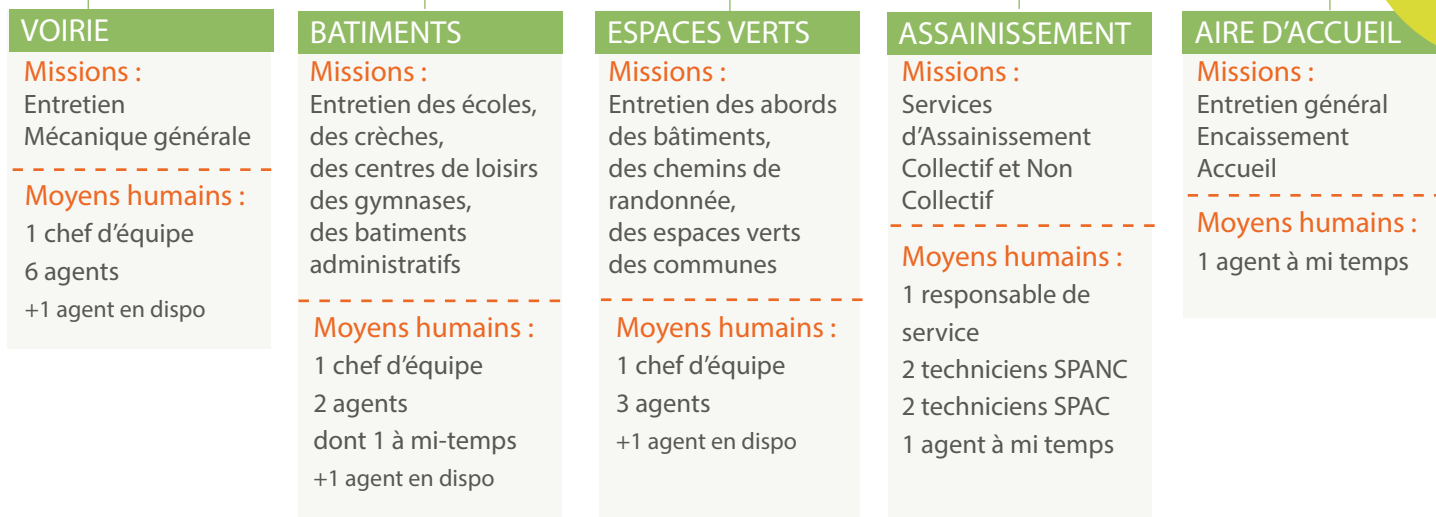 VOIRIE
Missions :
Entretien
Mécanique générale
Moyens humains :
1 chef d’équipe
6 agents
+1 agent en dispo
BATIMENTS
Missions :
Entretien des écoles,
des crèches,
des centres de loisirs
des gymnases,
des batiments
administratifs
Moyens humains :
1 chef d’équipe
2 agents
dont 1 à mi-temps
+1 agent en dispo
ESPACES VERTS
Missions :
Entretien des abords
des bâtiments,
des chemins de
randonnée,
des espaces verts
des communes
Moyens humains :
1 chef d’équipe
3 agents
+1 agent en dispo
ASSAINISSEMENT
Missions :
Services
d’Assainissement
Collectif et Non
Collectif
Moyens humains :
1 responsable de
service
2 techniciens SPANC
2 techniciens SPAC
1 agent à mi temps
AIRE D’ACCUEIL
Missions :
Entretien général
Encaissement
Accueil
Moyens humains :
1 agent à mi temps